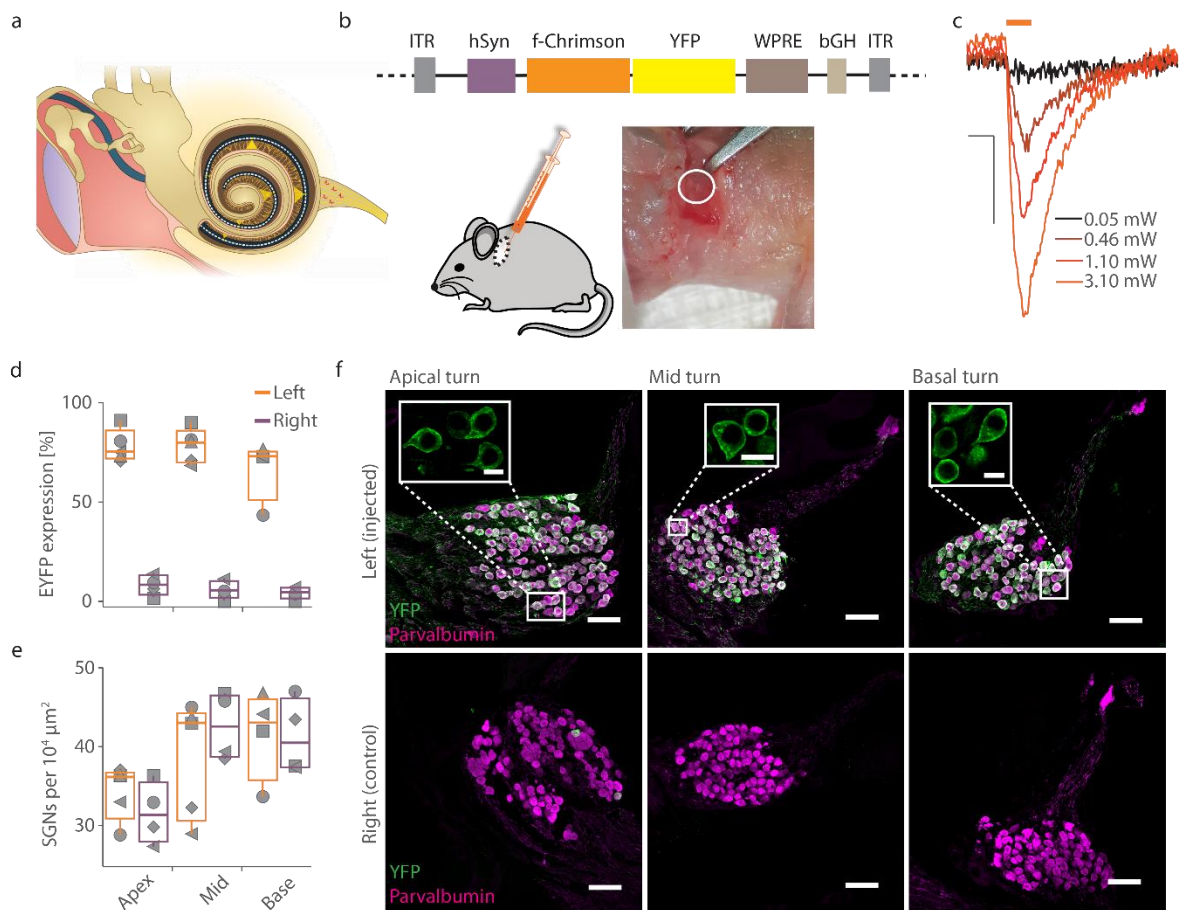 a
b
ITR hSyn f-Chrimson YFP WPRE bGH ITR
c
0.05 mW
0.46 mW
1.10 mW
3.10 mW
d
EYFP expression [%]
100
50
0
Left
Right
e
SGNs per 10⁴ µm²
50
40
30
Apex Mid Base
f
Apical turn Mid turn Basal turn
Left (injected)
YFP
Parvalbumin
Right (control)
YFP
Parvalbumin